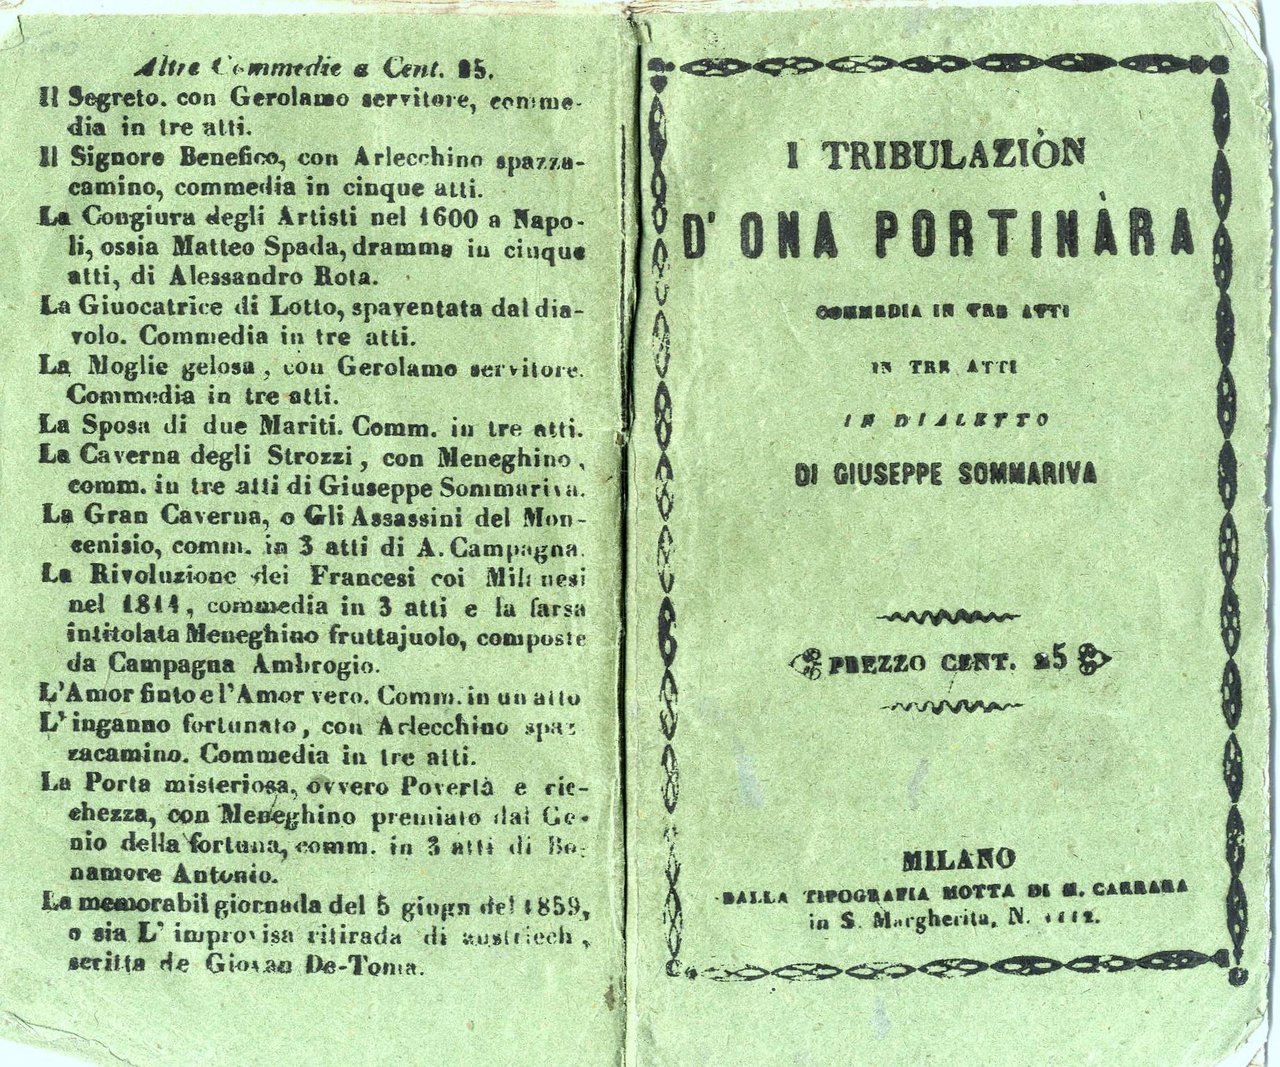 Altre Commedie a Cent. 25.
Il Segreto. con Gerolamo servitore, comme-
dia in tre atti.
Il Signore Benefico, con Arlecchino spazza-
camino, commedia in cinque atti.
La Congiura degli Artisti nel 1600 a Napo-
li, ossia Matteo Spada, dramma in cinque
atti, di Alessandro Rota.
La Giuocatrice di Lotto, spaventata dal dia-
volo. Commedia in tre atti.
La Moglie gelosa, con Gerolamo servitore.
Commedia in tre atti.
La Sposa di due Mariti. Comm. in tre atti.
La Caverna degli Strozzi, con Meneghino,
comm. in tre atti di Giuseppe Sommariva.
La Gran Caverna, o Gli Assassini del Mon-
cenisio, comm. in 3 atti di A. Campagna.
La Rivoluzione dei Francesi coi Milanesi
nel 1814, commedia in 3 atti e la farsa
intitolata Meneghino fruttajuolo, composte
da Campagna Ambrogio.
L'Amor finto e l'Amor vero. Comm. in un atto
L'inganno fortunato, con Arlecchino spaz
zacamino. Commedia in tre atti.
La Porta misteriosa, ovvero Povertà e ric-
chezza, con Meneghino premiato dal Ge-
nio della fortuna, comm. in 3 atti di Bo-
namore Antonio.
La memorabil giornada del 5 giugn del 1859,
o sia L'improvisa ritirada di austriech,
scritta de Giovan De-Toma.
I TRIBULAZIÒN
D'ONA PORTINÀRA
COMMEDIA IN TRE ATTI
IN TRE ATTI
IN DIALETTO
DI GIUSEPPE SOMMARIVA
PREZZO CENT. 25
MILANO
DALLA TIPOGRAFIA MOTTA DI M. CARRARA
in S. Margherita, N.